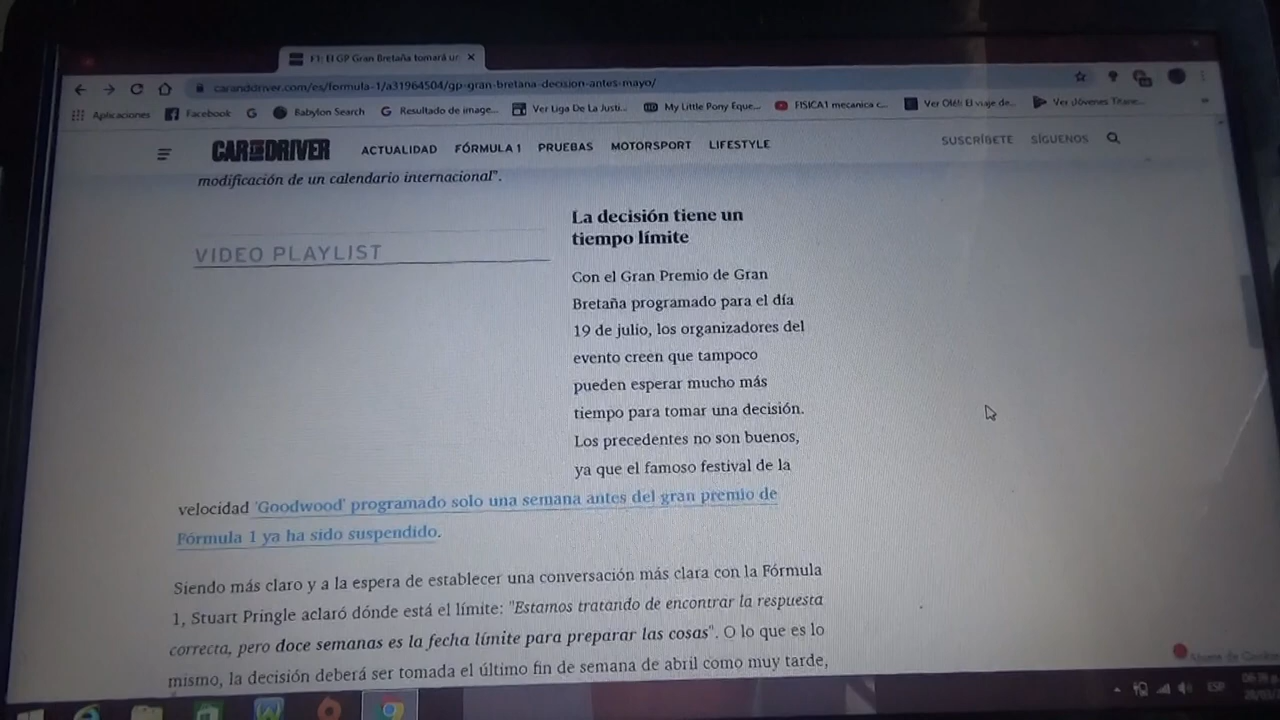 F1: El GP Gran Bretaña tomará un
caranddriver.com/es/formula-1/a31964504/gp-gran-bretana-decision-antes-mayo/
Aplicaciones Facebook G Babylon Search G Resultado de image... Ver Liga De La Justi... My Little Pony Eque... FISICA1 mecanica c... Ver Olé!: El viaje de... Ver Jóvenes Titane...
CAR AND DRIVER ACTUALIDAD FÓRMULA 1 PRUEBAS MOTORSPORT LIFESTYLE SUSCRÍBETE SÍGUENOS
modificación de un calendario internacional".
VIDEO PLAYLIST
La decisión tiene un
tiempo límite
Con el Gran Premio de Gran
Bretaña programado para el día
19 de julio, los organizadores del
evento creen que tampoco
pueden esperar mucho más
tiempo para tomar una decisión.
Los precedentes no son buenos,
ya que el famoso festival de la
velocidad 'Goodwood' programado solo una semana antes del gran premio de
Fórmula 1 ya ha sido suspendido.
Siendo más claro y a la espera de establecer una conversación más clara con la Fórmula
1, Stuart Pringle aclaró dónde está el límite: "Estamos tratando de encontrar la respuesta
correcta, pero doce semanas es la fecha límite para preparar las cosas". O lo que es lo
mismo, la decisión deberá ser tomada el último fin de semana de abril como muy tarde,
ESP